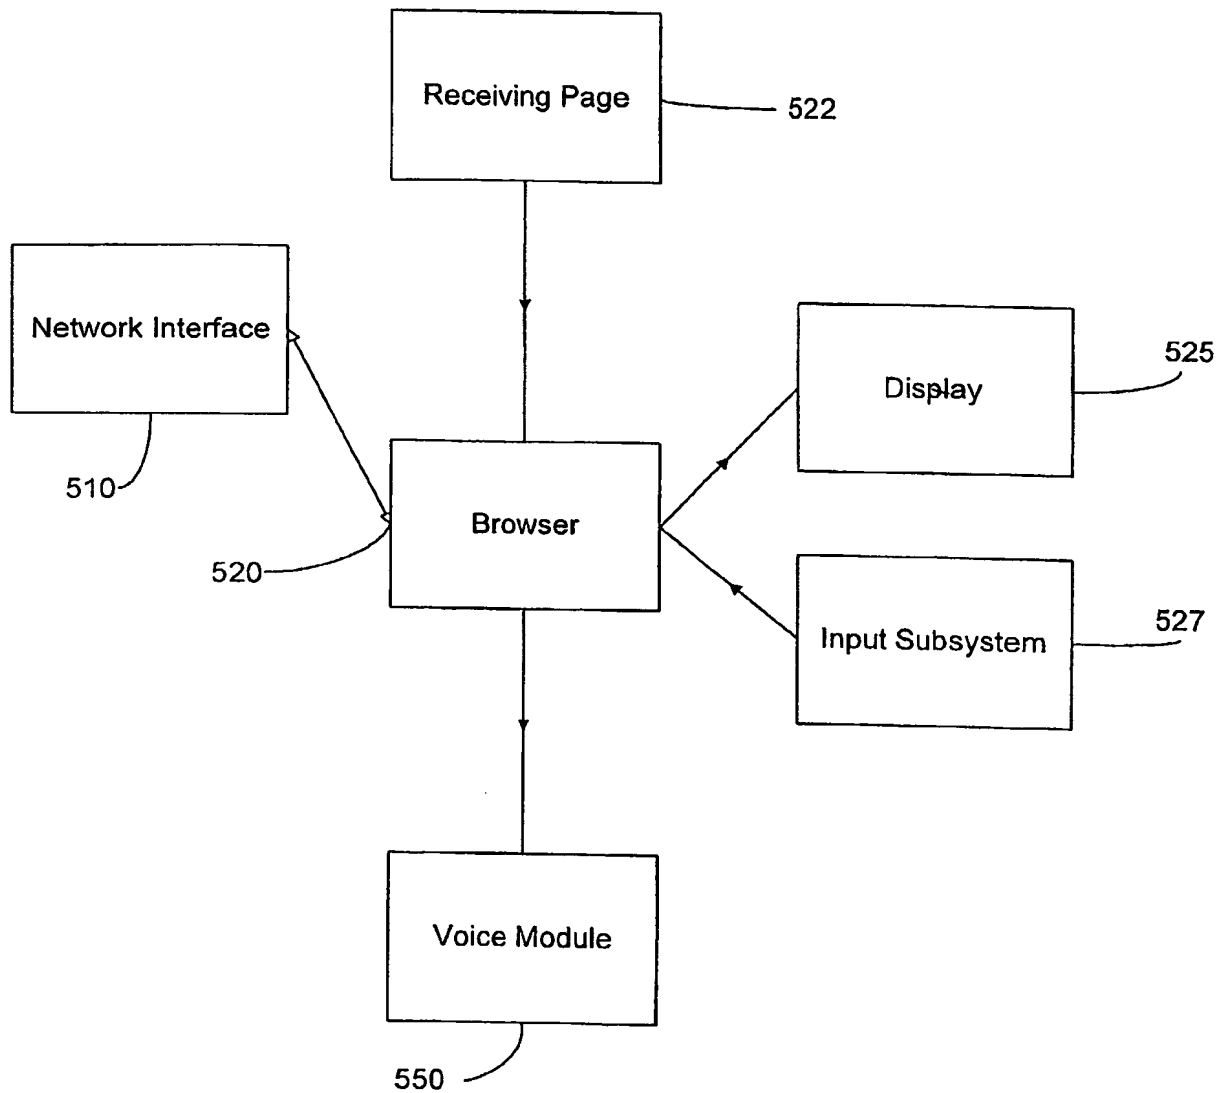 Receiving Page
522
Network Interface
510
Display
525
Browser
520
Input Subsystem
527
Voice Module
550